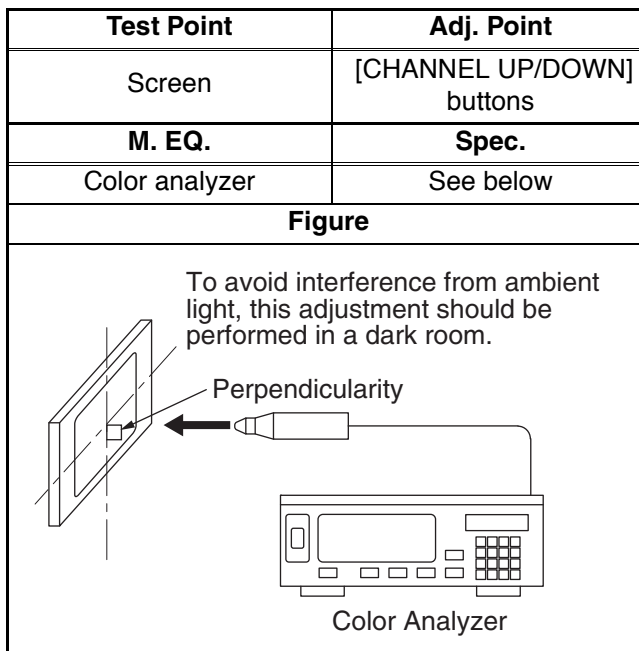 Test Point Adj. Point
Screen [CHANNEL UP/DOWN]
buttons
M. EQ. Spec.
Color analyzer See below
Figure
To avoid interference from ambient
light, this adjustment should be
performed in a dark room.
Perpendicularity
Color Analyzer